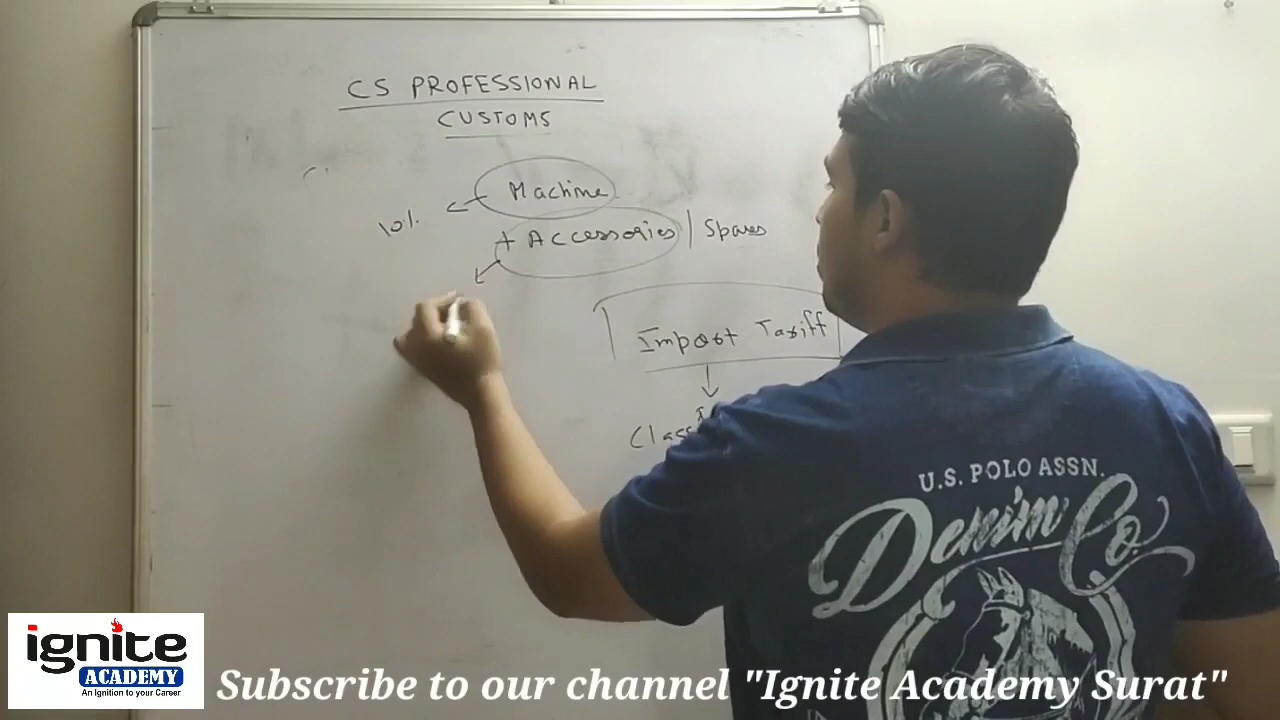 CS PROFESSIONAL
CUSTOMS
Machine
10%
+ Accessories | Spares
Import Tariff
U.S. POLO ASSN.
Denim Co.
ignite
ACADEMY
An Ignition to your Career
Subscribe to our channel "Ignite Academy Surat"